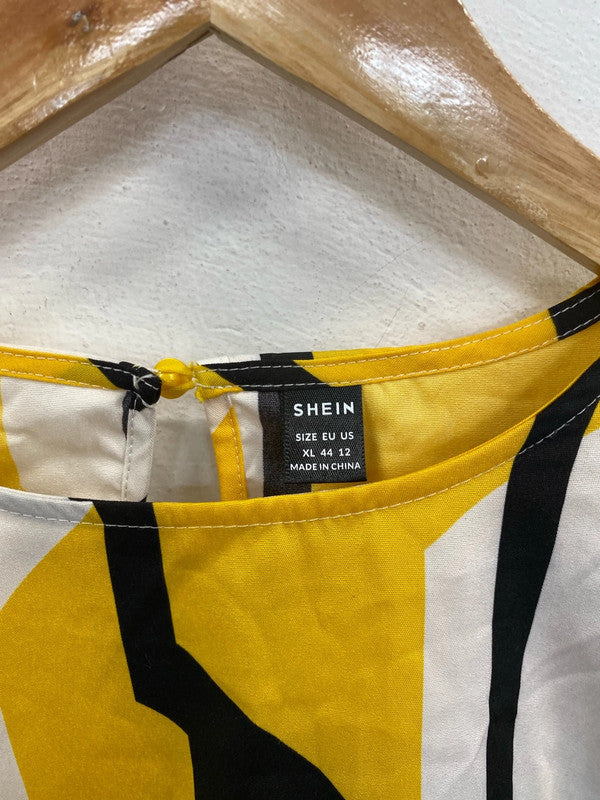 SHEIN
SIZE EU US
XL 44 12
MADE IN CHINA